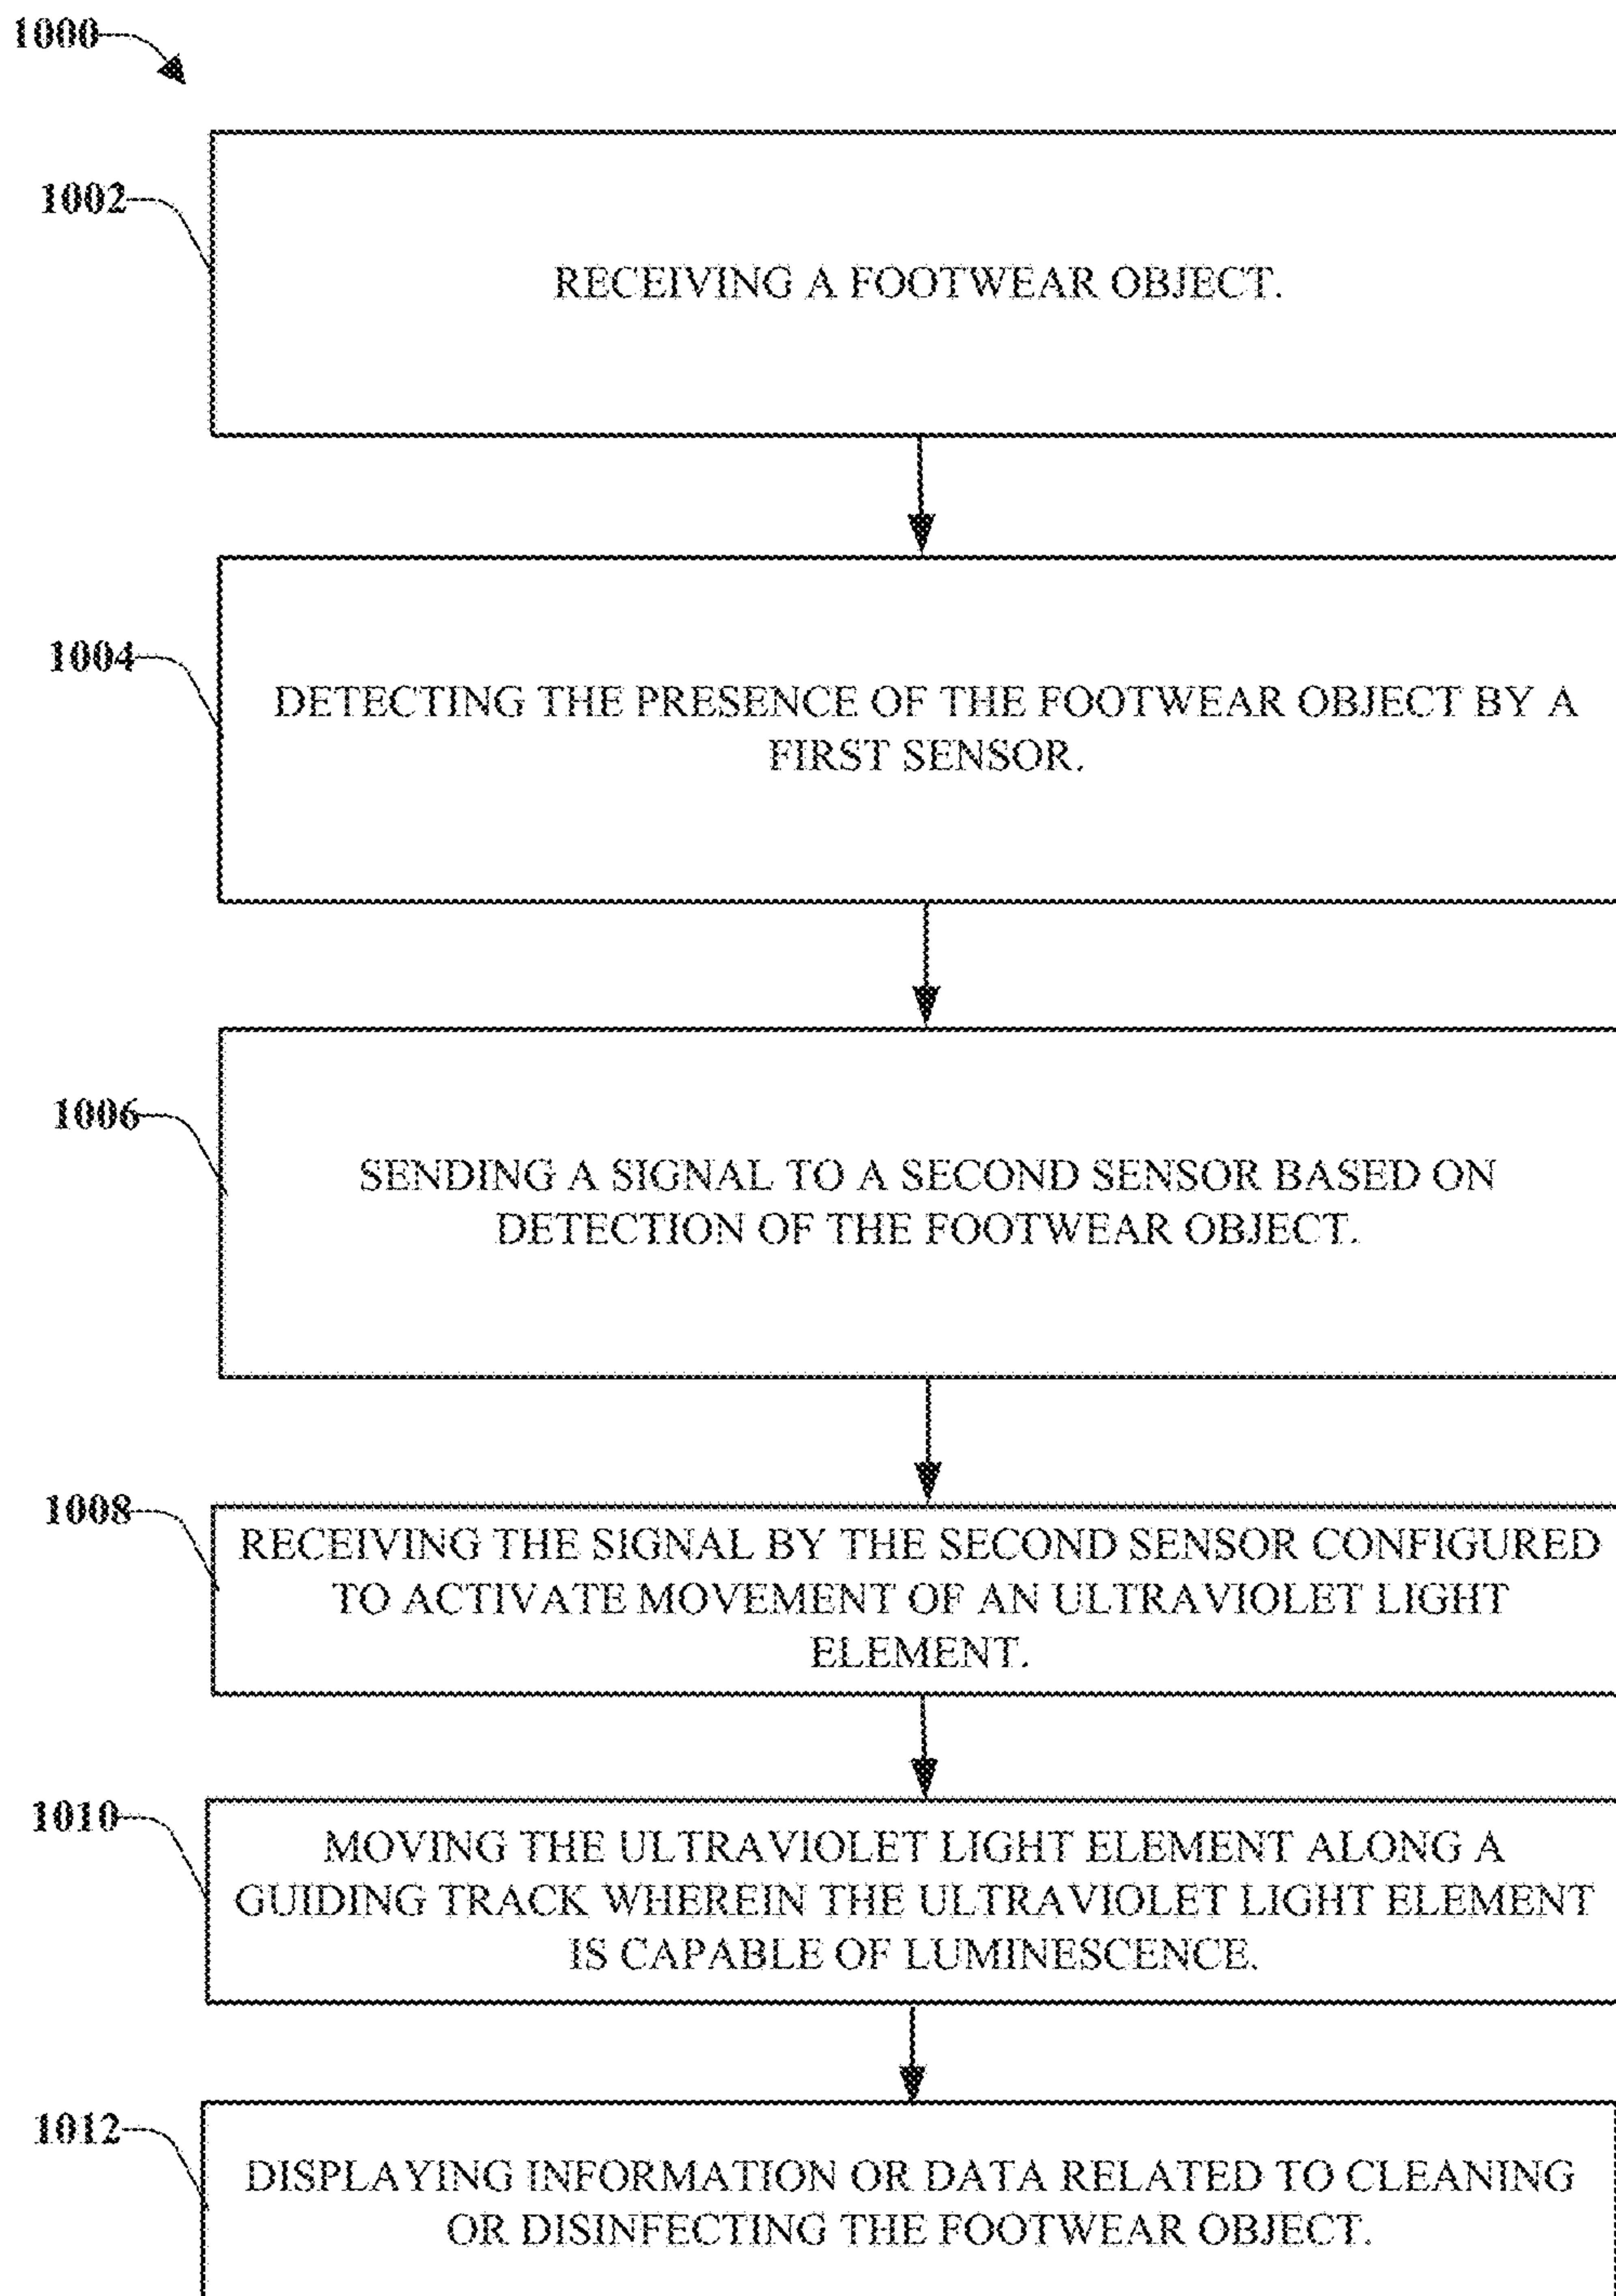 1000
1002
RECEIVING A FOOTWEAR OBJECT.
1004
DETECTING THE PRESENCE OF THE FOOTWEAR OBJECT BY A
FIRST SENSOR.
1006
SENDING A SIGNAL TO A SECOND SENSOR BASED ON
DETECTION OF THE FOOTWEAR OBJECT.
1008
RECEIVING THE SIGNAL BY THE SECOND SENSOR CONFIGURED
TO ACTIVATE MOVEMENT OF AN ULTRAVIOLET LIGHT
ELEMENT.
1010
MOVING THE ULTRAVIOLET LIGHT ELEMENT ALONG A
GUIDING TRACK WHEREIN THE ULTRAVIOLET LIGHT ELEMENT
IS CAPABLE OF LUMINESCENCE.
1012
DISPLAYING INFORMATION OR DATA RELATED TO CLEANING
OR DISINFECTING THE FOOTWEAR OBJECT.